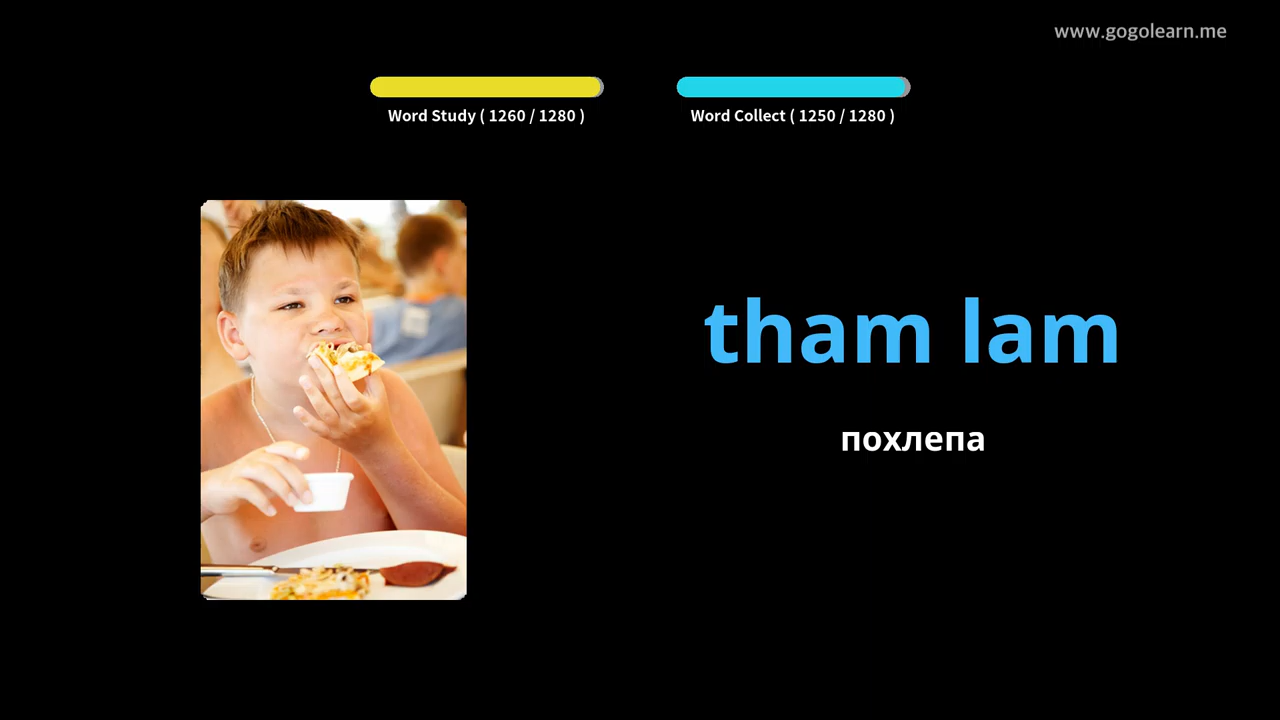 www.gogolearn.me
Word Study ( 1260 / 1280 )
Word Collect ( 1250 / 1280 )
tham lam
похлепа